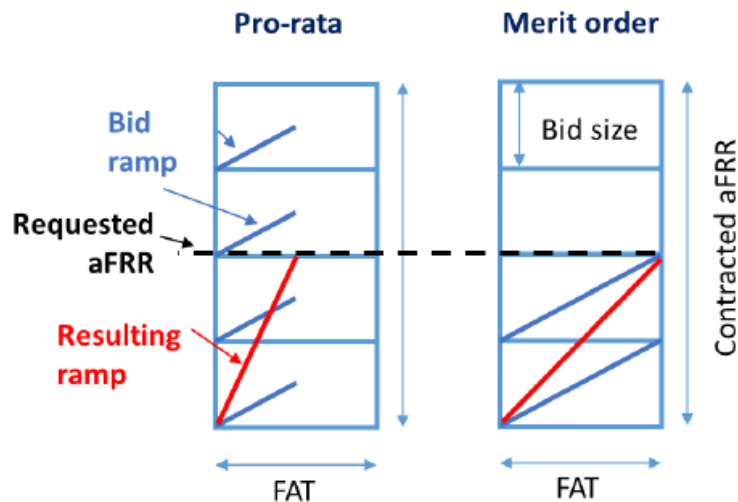 Pro-rata
Merit order
Bid
ramp
Bid size
Requested
aFRR
Resulting
ramp
Contracted aFRR
FAT
FAT